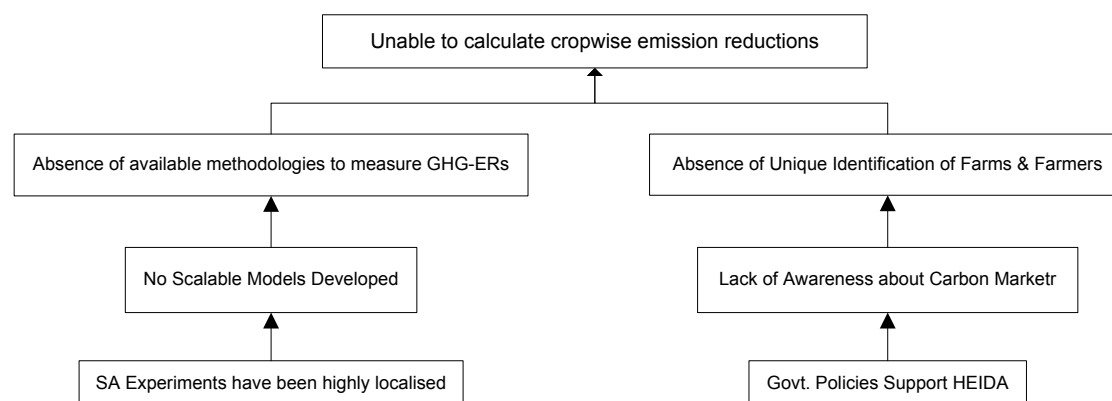 Unable to calculate cropwise emission reductions
Absence of available methodologies to measure GHG-ERs
Absence of Unique Identification of Farms & Farmers
No Scalable Models Developed
Lack of Awareness about Carbon Marketr
SA Experiments have been highly localised
Govt. Policies Support HEIDA